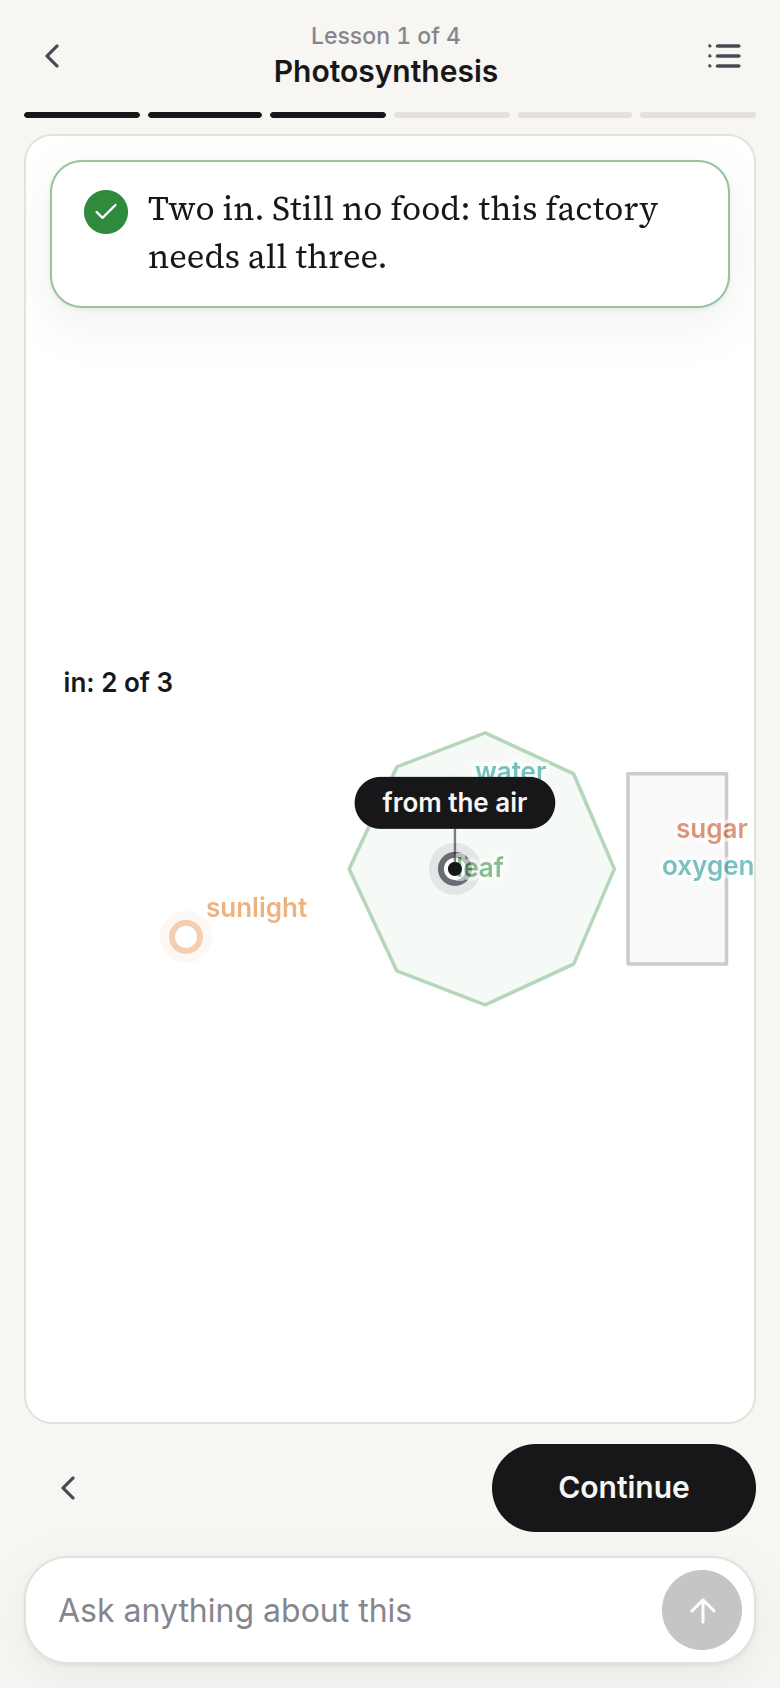 Lesson 1 of 4
Photosynthesis
Two in. Still no food: this factory
needs all three.
in: 2 of 3
water
from the air
leaf
sugar
oxygen
sunlight
Continue
Ask anything about this